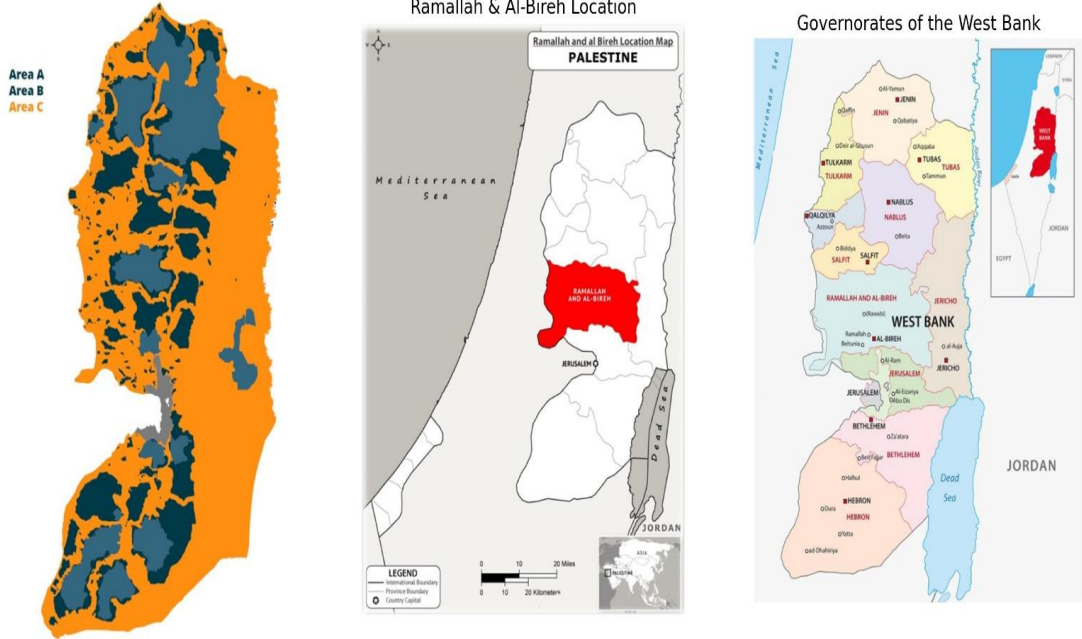 Area A
Area B
Area C
Ramallah & Al-Bireh Location
Ramallah and al Bireh Location Map
PALESTINE
N
Mediterranean
Sea
RAMALLAH
AND AL-BIREH
JERUSALEM
Dead Sea
JORDAN
LEGEND
International Boundary
Province Boundary
Country Capital
0 10 20 Miles
0 10 20 Kilometers
ASIA
PALESTINE
Governorates of the West Bank
Mediterranean Sea
LEBANON
SYRIA
WEST
BANK
JORDAN
EGYPT
Al-Yamun
JENIN
JENIN
Qaffin
Qabatiya
Deir al-Ghusun
Aqqaba
TULKARM
TUBAS
TUBAS
TULKARM
Tammun
Jordan River
NABLUS
QALQILYA
NABLUS
Azzoun
Beita
Biddya
SALFIT
SALFIT
RAMALLAH AND AL-BIREH
JERICHO
(Rawabi)
WEST BANK
Ramallah
AL-BIREH
Beitunia
al-Auja
Al-Ram
JERICHO
JERUSALEM
JERUSALEM
Al-Eizariya
Abu Dis
BETHLEHEM
Za'atara
Beit Fajjar
BETHLEHEM
Halhul
Dead
Sea
JORDAN
HEBRON
Dura
HEBRON
Yatta
ad-Dhahiriya